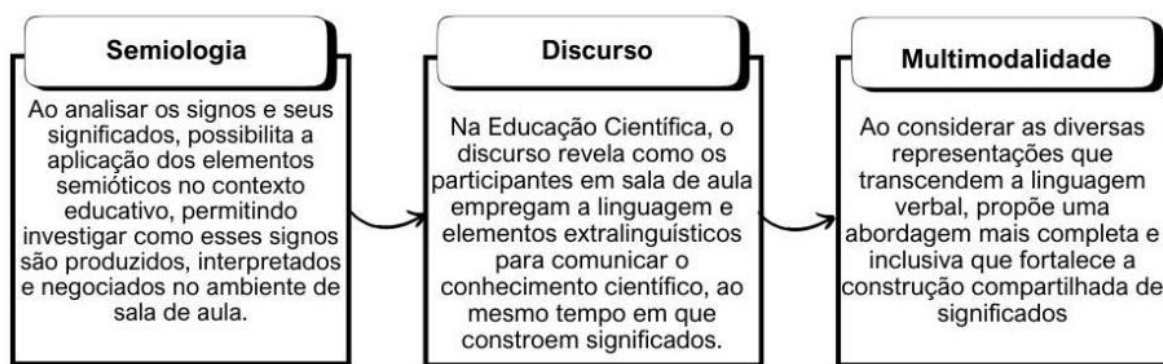 Semiologia
Ao analisar os signos e seus
significados, possibilita a
aplicação dos elementos
semióticos no contexto
educativo, permitindo
investigar como esses signos
são produzidos, interpretados
e negociados no ambiente de
sala de aula.
Discurso
Na Educação Científica, o
discurso revela como os
participantes em sala de aula
empregam a linguagem e
elementos extralinguísticos
para comunicar o
conhecimento científico, ao
mesmo tempo em que
constroem significados.
Multimodalidade
Ao considerar as diversas
representações que
transcendem a linguagem
verbal, propõe uma
abordagem mais completa e
inclusiva que fortalece a
construção compartilhada de
significados